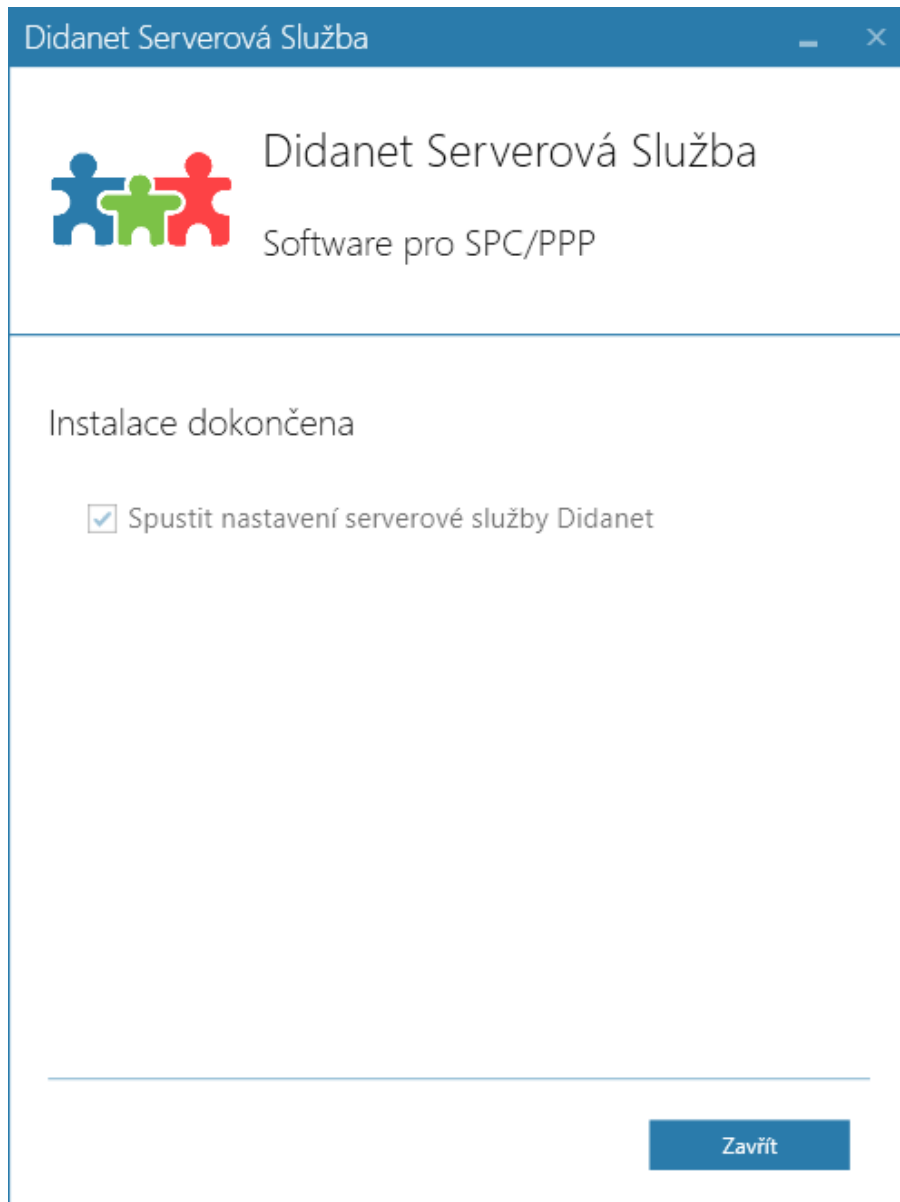 Didanet Serverová Služba
Didanet Serverová Služba
Software pro SPC/PPP
Instalace dokončena
Spustit nastavení serverové služby Didanet
Zavřít